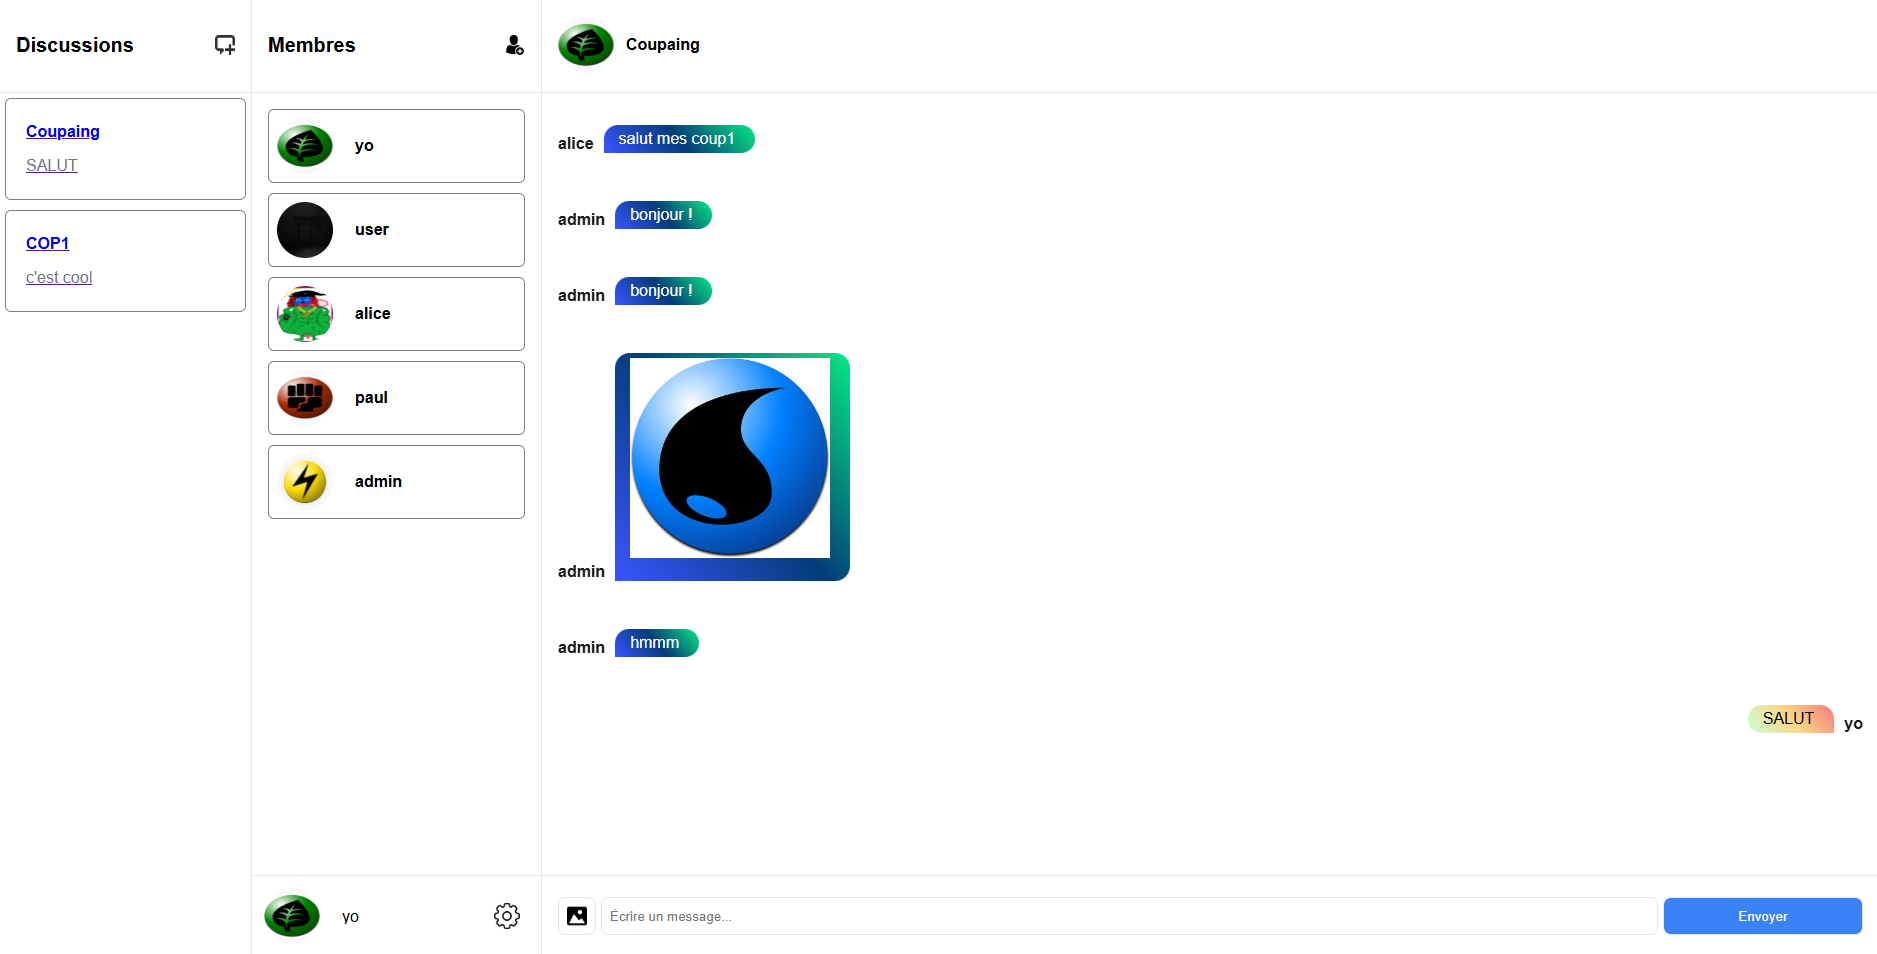 Discussions
Coupaing
SALUT
COP1
c'est cool
Membres
yo
user
alice
paul
admin
yo
Coupaing
alice salut mes coup1
admin bonjour !
admin bonjour !
admin
admin hmmm
SALUT yo
Écrire un message...
Envoyer